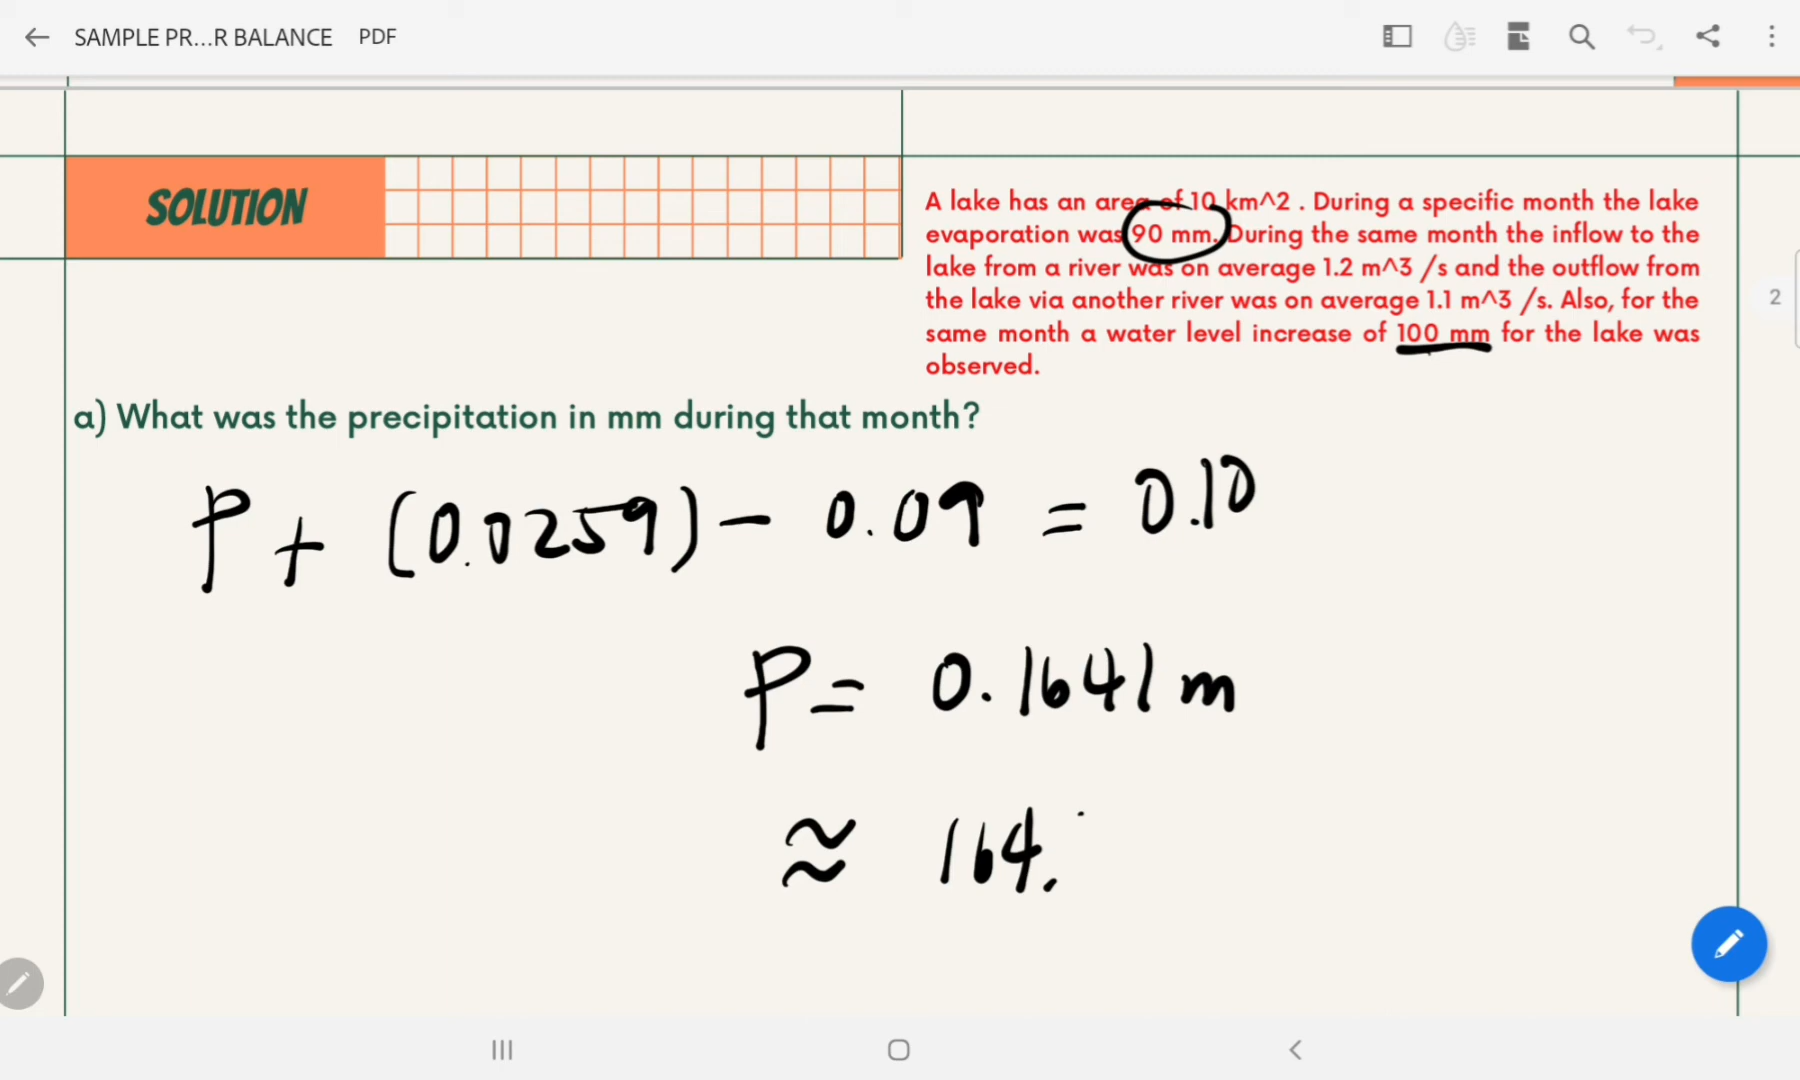 SAMPLE PR...R BALANCE PDF
SOLUTION
A lake has an area of 10 km^2 . During a specific month the lake
evaporation was 90 mm. During the same month the inflow to the
lake from a river was on average 1.2 m^3 /s and the outflow from
the lake via another river was on average 1.1 m^3 /s. Also, for the
same month a water level increase of 100 mm for the lake was
observed.
2
a) What was the precipitation in mm during that month?
P + (0.0259) - 0.09 = 0.10
P = 0.1641 m
≈ 164.